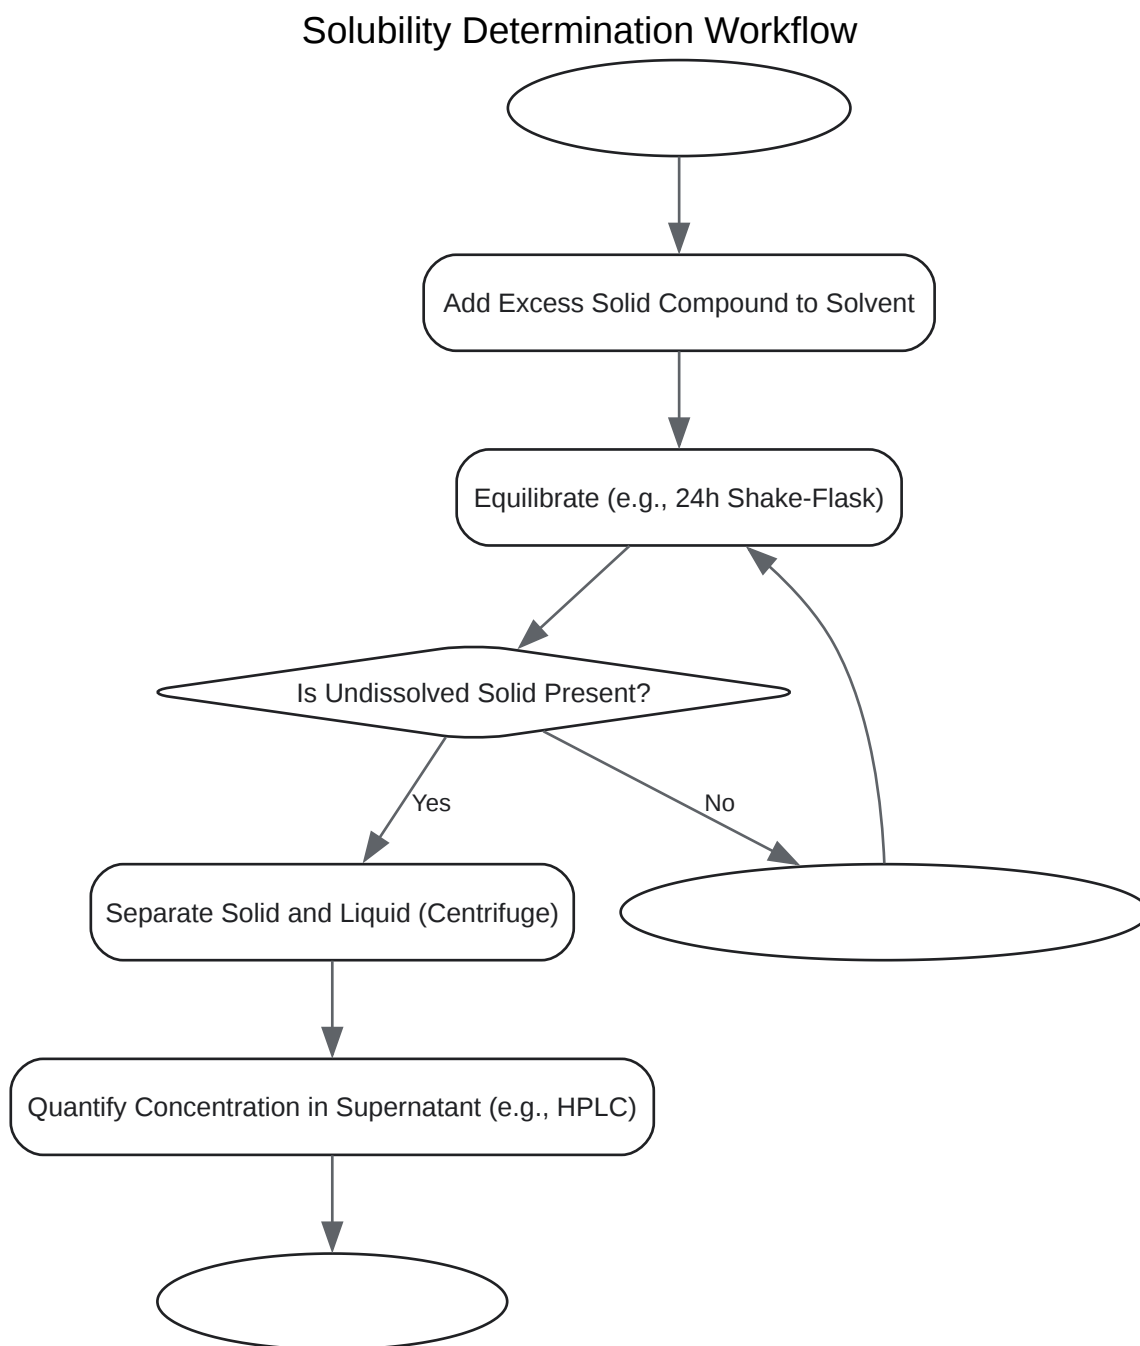 Solubility Determination Workflow
Add Excess Solid Compound to Solvent
Equilibrate (e.g., 24h Shake-Flask)
Is Undissolved Solid Present?
Yes
No
Separate Solid and Liquid (Centrifuge)
Quantify Concentration in Supernatant (e.g., HPLC)